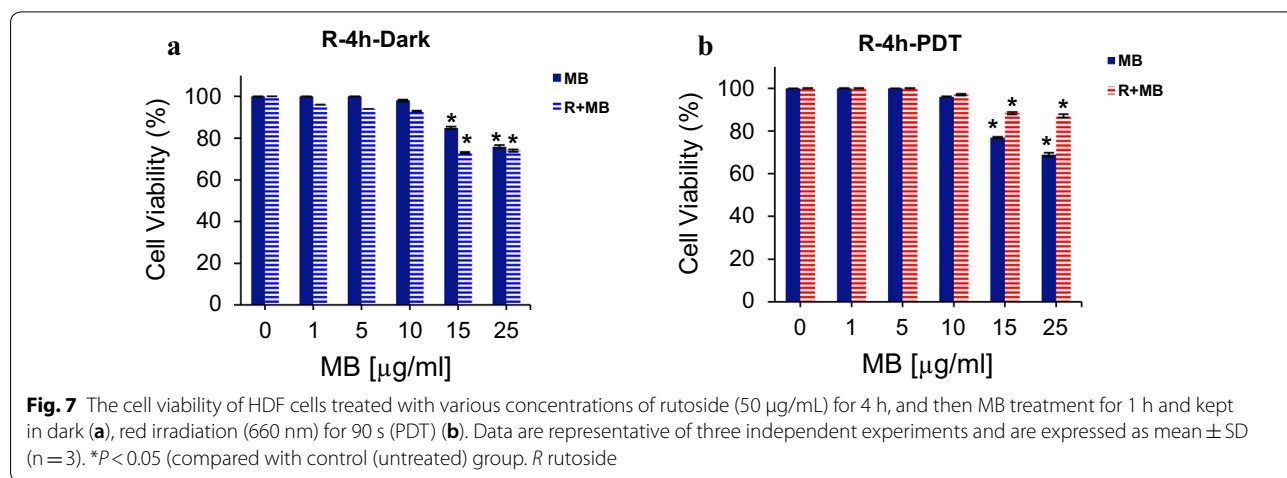 a
R-4h-Dark
MB
R+MB
Cell Viability (%)
100
80
60
40
20
0
* * * *
0 1 5 10 15 25
MB [µg/ml]
b
R-4h-PDT
MB
R+MB
Cell Viability (%)
100
80
60
40
20
0
* * * *
0 1 5 10 15 25
MB [µg/ml]
Fig. 7 The cell viability of HDF cells treated with various concentrations of rutoside (50 µg/mL) for 4 h, and then MB treatment for 1 h and kept
in dark (a), red irradiation (660 nm) for 90 s (PDT) (b). Data are representative of three independent experiments and are expressed as mean ± SD
(n = 3). *P < 0.05 (compared with control (untreated) group. R rutoside